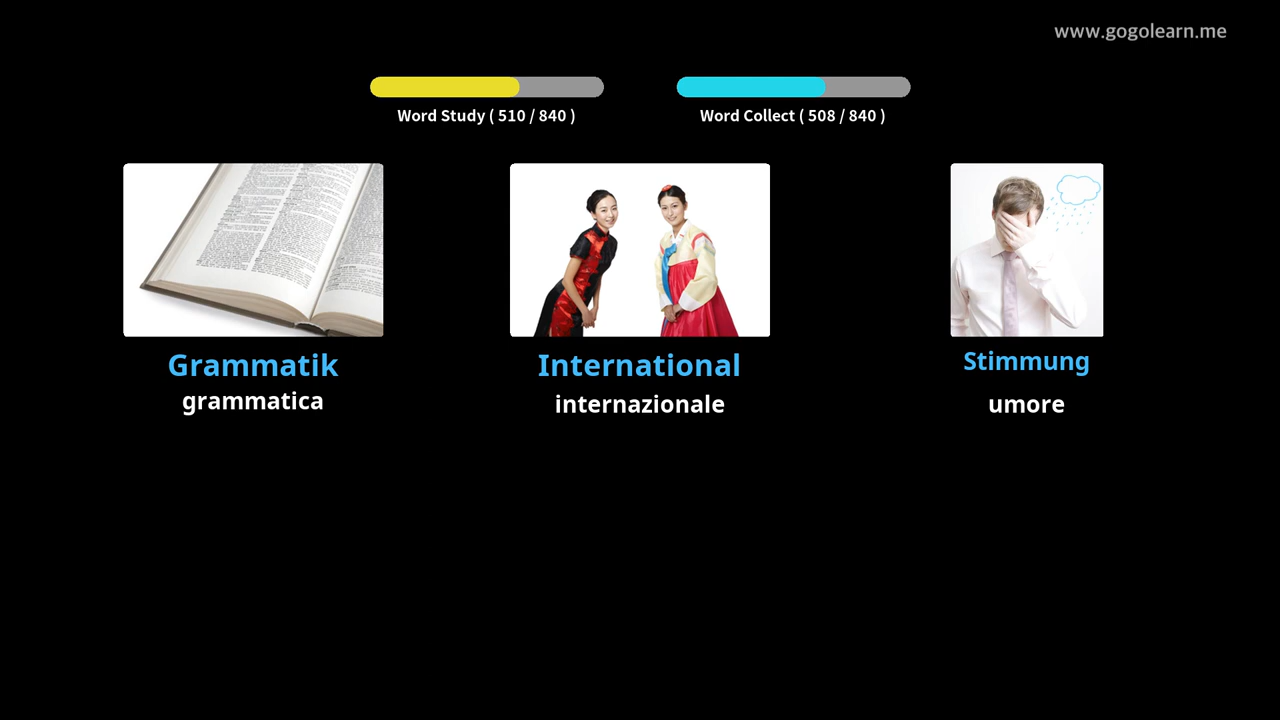 www.gogolearn.me
Word Study ( 510 / 840 )
Word Collect ( 508 / 840 )
Grammatik
grammatica
International
internazionale
Stimmung
umore